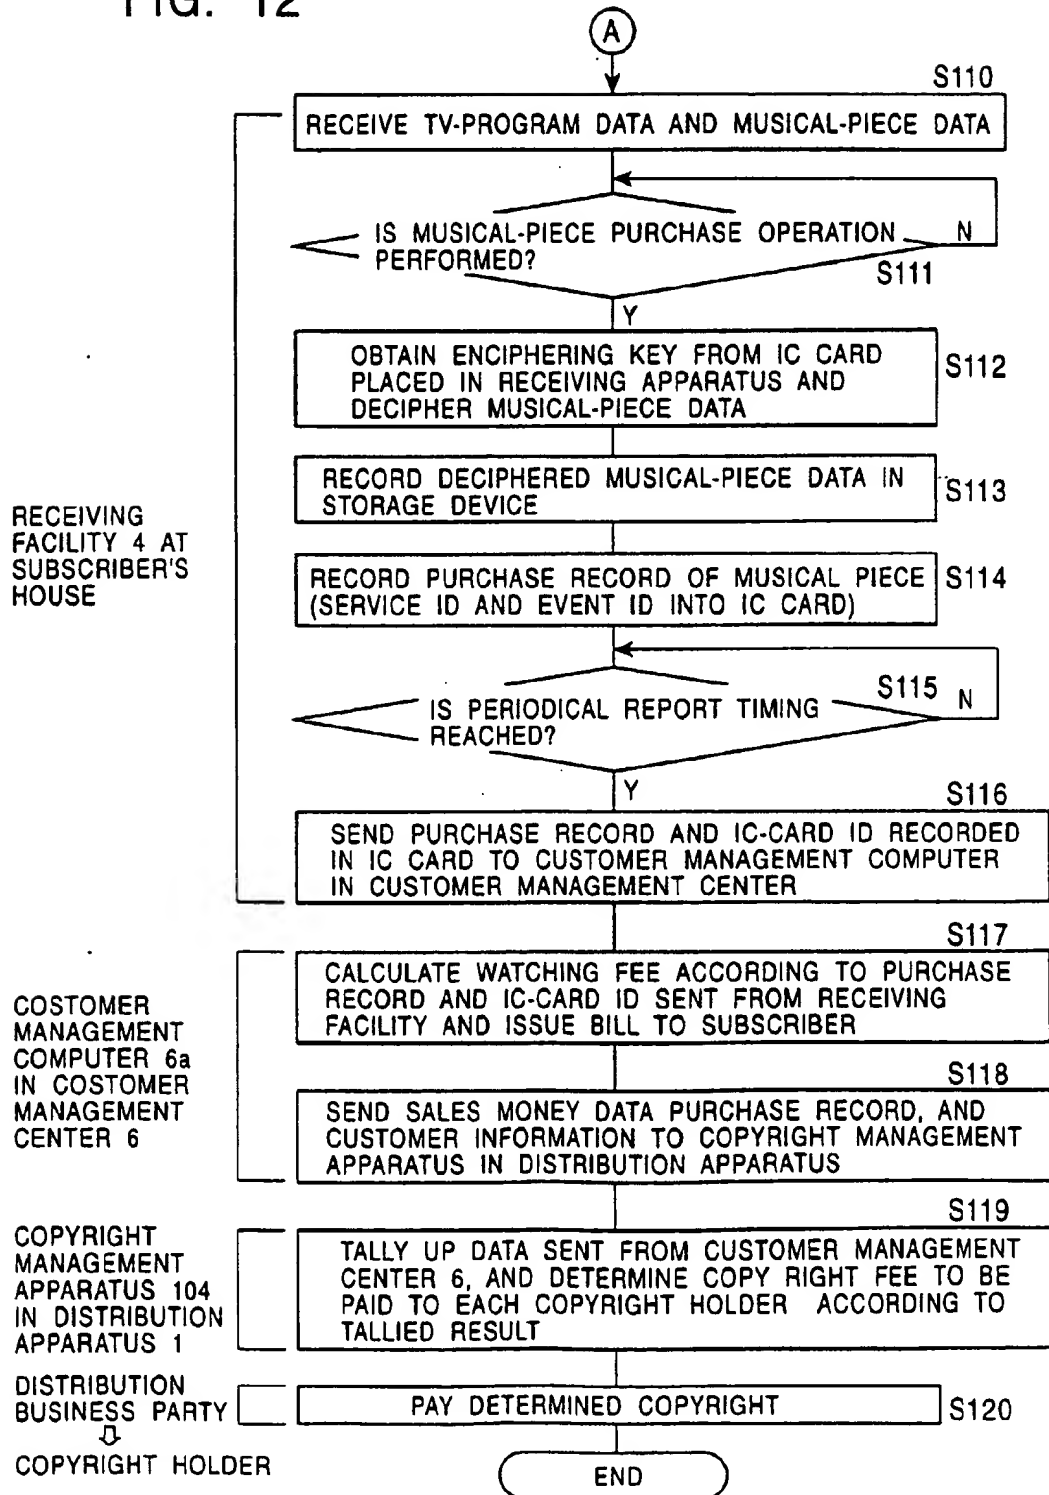 FIG. 12
A
S110
RECEIVE TV-PROGRAM DATA AND MUSICAL-PIECE DATA
IS MUSICAL-PIECE PURCHASE OPERATION
PERFORMED?
N
S111
Y
OBTAIN ENCIPHERING KEY FROM IC CARD
PLACED IN RECEIVING APPARATUS AND
DECIPHER MUSICAL-PIECE DATA
S112
RECORD DECIPHERED MUSICAL-PIECE DATA IN
STORAGE DEVICE
S113
RECEIVING
FACILITY 4 AT
SUBSCRIBER'S
HOUSE
RECORD PURCHASE RECORD OF MUSICAL PIECE
(SERVICE ID AND EVENT ID INTO IC CARD)
S114
S115
N
IS PERIODICAL REPORT TIMING
REACHED?
Y
S116
SEND PURCHASE RECORD AND IC-CARD ID RECORDED
IN IC CARD TO CUSTOMER MANAGEMENT COMPUTER
IN CUSTOMER MANAGEMENT CENTER
S117
CALCULATE WATCHING FEE ACCORDING TO PURCHASE
RECORD AND IC-CARD ID SENT FROM RECEIVING
FACILITY AND ISSUE BILL TO SUBSCRIBER
COSTOMER
MANAGEMENT
COMPUTER 6a
IN COSTOMER
MANAGEMENT
CENTER 6
S118
SEND SALES MONEY DATA PURCHASE RECORD, AND
CUSTOMER INFORMATION TO COPYRIGHT MANAGEMENT
APPARATUS IN DISTRIBUTION APPARATUS
S119
COPYRIGHT
MANAGEMENT
APPARATUS 104
IN DISTRIBUTION
APPARATUS 1
TALLY UP DATA SENT FROM CUSTOMER MANAGEMENT
CENTER 6, AND DETERMINE COPY RIGHT FEE TO BE
PAID TO EACH COPYRIGHT HOLDER ACCORDING TO
TALLIED RESULT
DISTRIBUTION
BUSINESS PARTY
PAY DETERMINED COPYRIGHT
S120
COPYRIGHT HOLDER
END